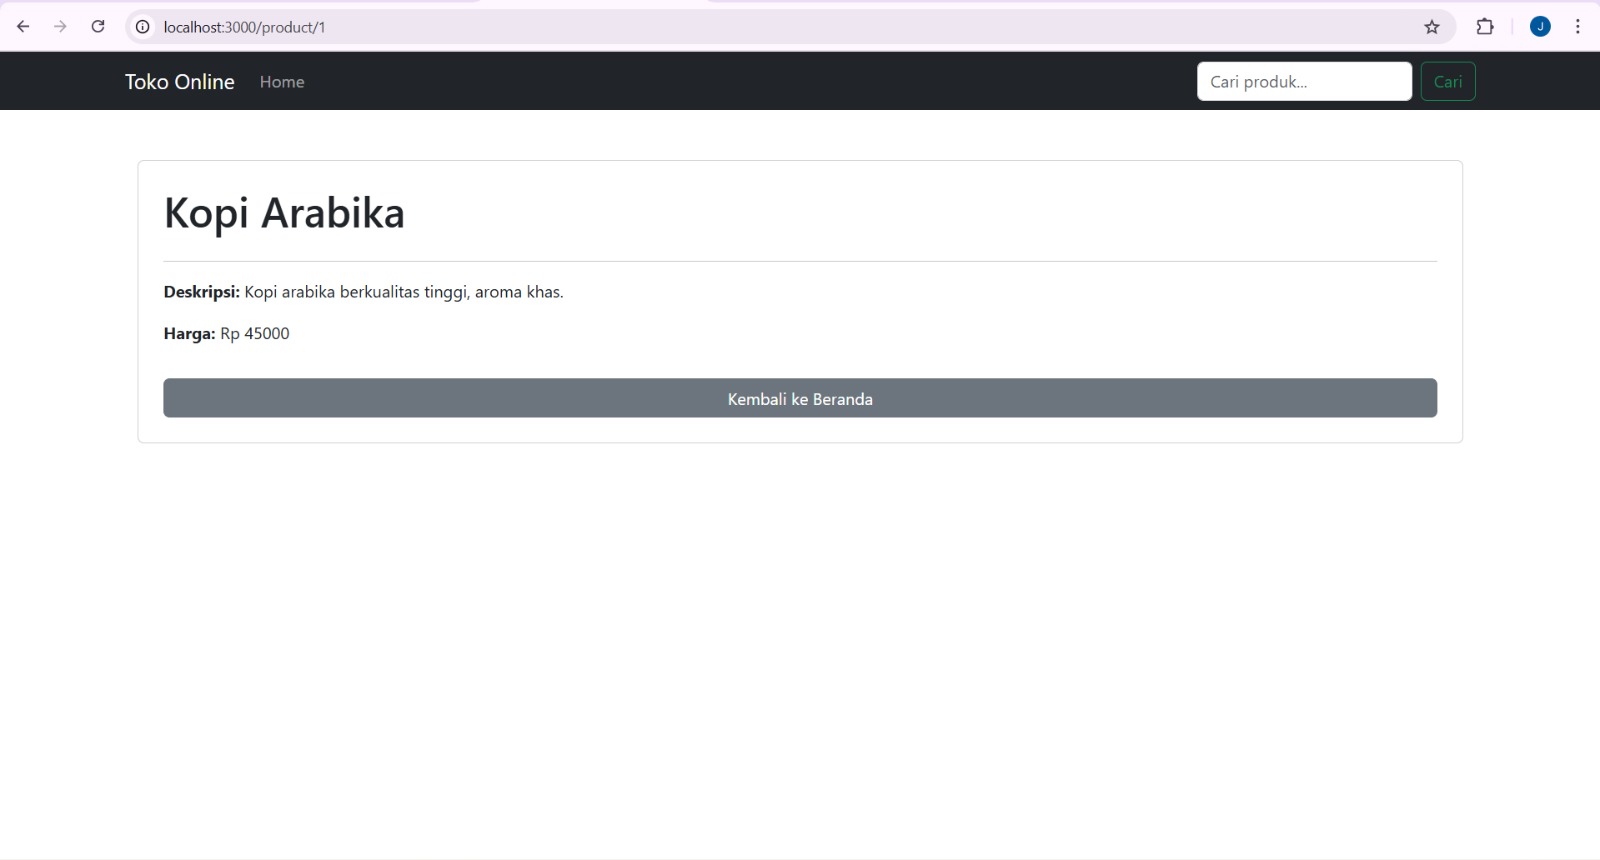 localhost:3000/product/1
J
Toko Online
Home
Cari produk...
Cari
Kopi Arabika
Deskripsi: Kopi arabika berkualitas tinggi, aroma khas.
Harga: Rp 45000
Kembali ke Beranda